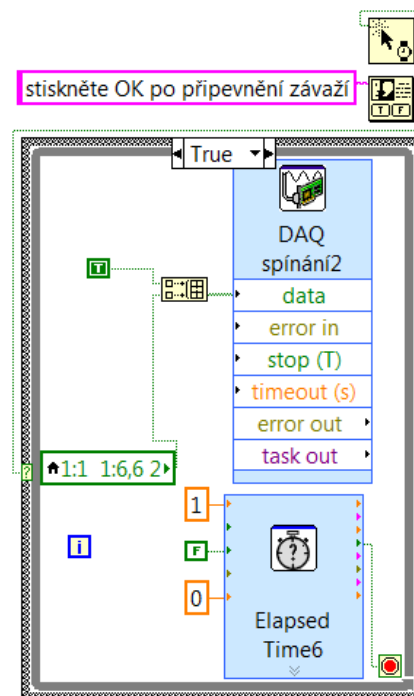 stiskněte OK po připevnění závaží
T F
True
DAQ
spínání2
data
error in
stop (T)
timeout (s)
error out
task out
T
?
1:1 1:6,6 2
i
1
F
0
?
Elapsed
Time6